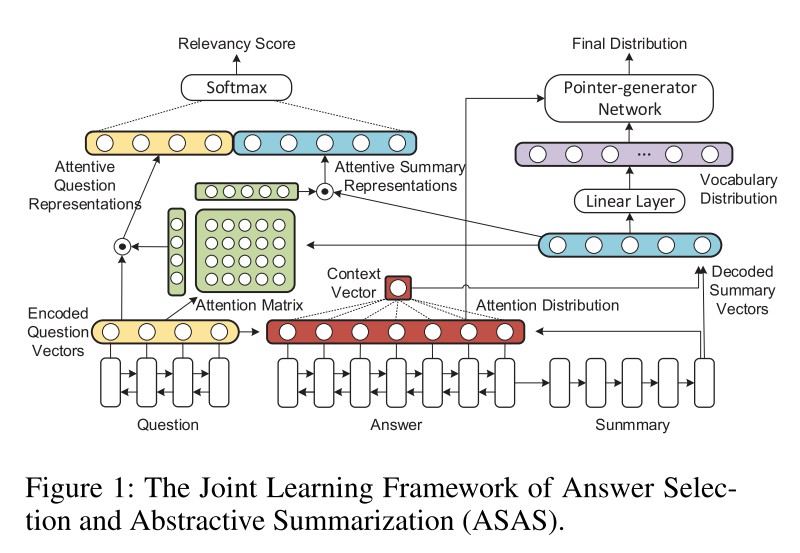 Relevancy Score
Final Distribution
Softmax
Pointer-generator
Network
Attentive
Question
Representations
Attentive Summary
Representations
...
Vocabulary
Distribution
Linear Layer
Context
Vector
Decoded
Summary
Vectors
Attention Matrix
Attention Distribution
Encoded
Question
Vectors
Question
Answer
Sunmmary
Figure 1: The Joint Learning Framework of Answer Selec-
tion and Abstractive Summarization (ASAS).